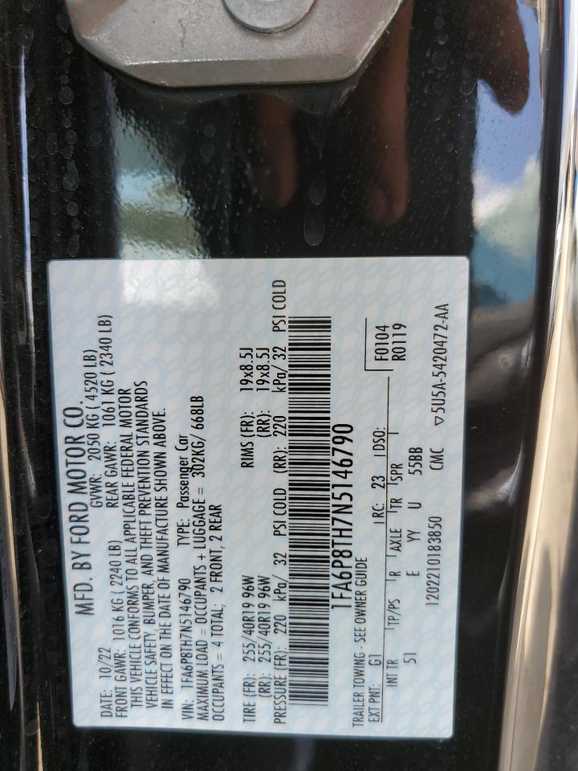 MFD. BY FORD MOTOR CO.
DATE: 10/22 GVWR: 2050 KG ( 4520 LB)
FRONT GAWR: 1016 KG ( 2240 LB) REAR GAWR: 1061 KG ( 2340 LB)
THIS VEHICLE CONFORMS TO ALL APPLICABLE FEDERAL MOTOR
VEHICLE SAFETY, BUMPER, AND THEFT PREVENTION STANDARDS
IN EFFECT ON THE DATE OF MANUFACTURE SHOWN ABOVE.
VIN: 1FA6P8TH7N5146790 TYPE: Passenger Car
MAXIMUM LOAD = OCCUPANTS + LUGGAGE = 302KG/ 668LB
OCCUPANTS = 4 TOTAL; 2 FRONT, 2 REAR
TIRE (FR): 255/40R19 96W RIMS (FR): 19x8.5J
(RR): 255/40R19 96W (RR): 19x8.5J
PRESSURE (FR): 220 kPa/ 32 PSI COLD (RR): 220 kPa/ 32 PSI COLD
1FA6P8TH7N5146790
TRAILER TOWING - SEE OWNER GUIDE F0104
EXT PNT: G1 RC: 23 DSO: R0119
INT TR TP/PS R AXLE TR SPR
51 E YY U 55BB
1202210183850 CMC ▽5U5A-5420472-AA